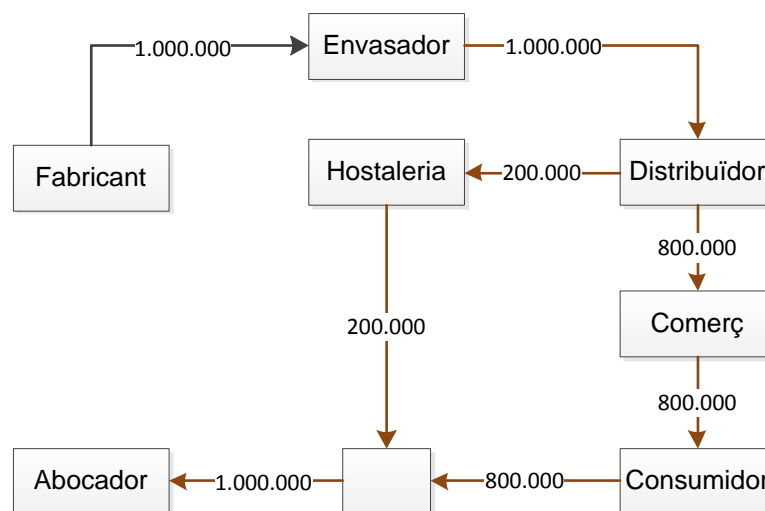 Envasador
1.000.000
1.000.000
Fabricant
Hostaleria
200.000
Distribuïdor
800.000
Comerç
200.000
800.000
Abocador
1.000.000
800.000
Consumidor